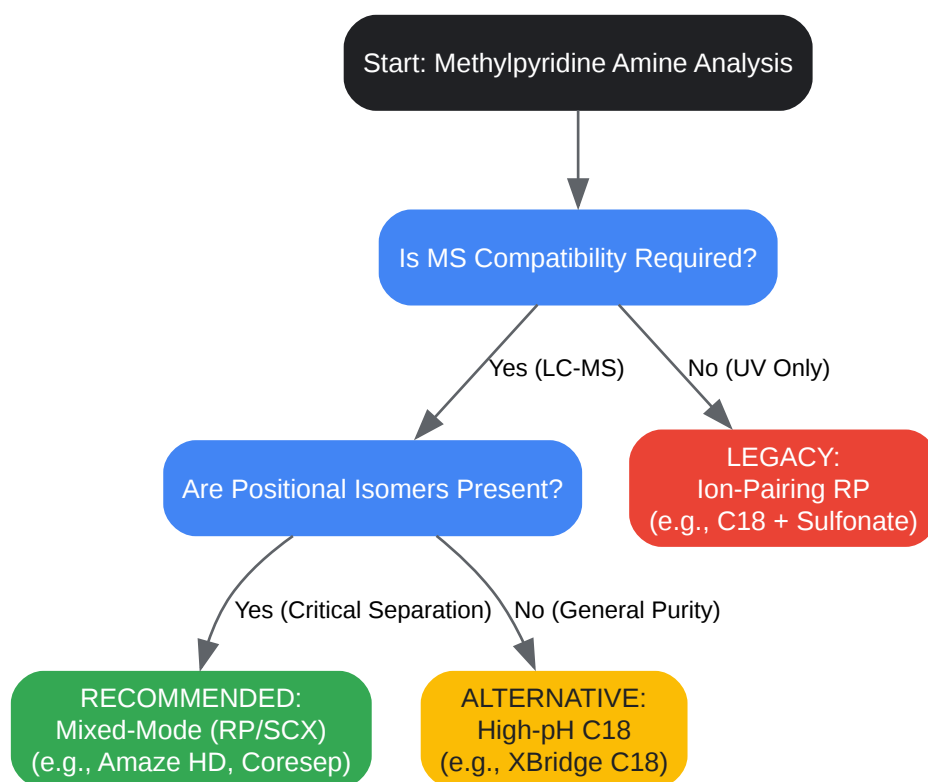 Start: Methylpyridine Amine Analysis
Is MS Compatibility Required?
Yes (LC-MS)
No (UV Only)
Are Positional Isomers Present?
LEGACY:
Ion-Pairing RP
(e.g., C18 + Sulfonate)
Yes (Critical Separation)
No (General Purity)
RECOMMENDED:
Mixed-Mode (RP/SCX)
(e.g., Amaze HD, Coresep)
ALTERNATIVE:
High-pH C18
(e.g., XBridge C18)